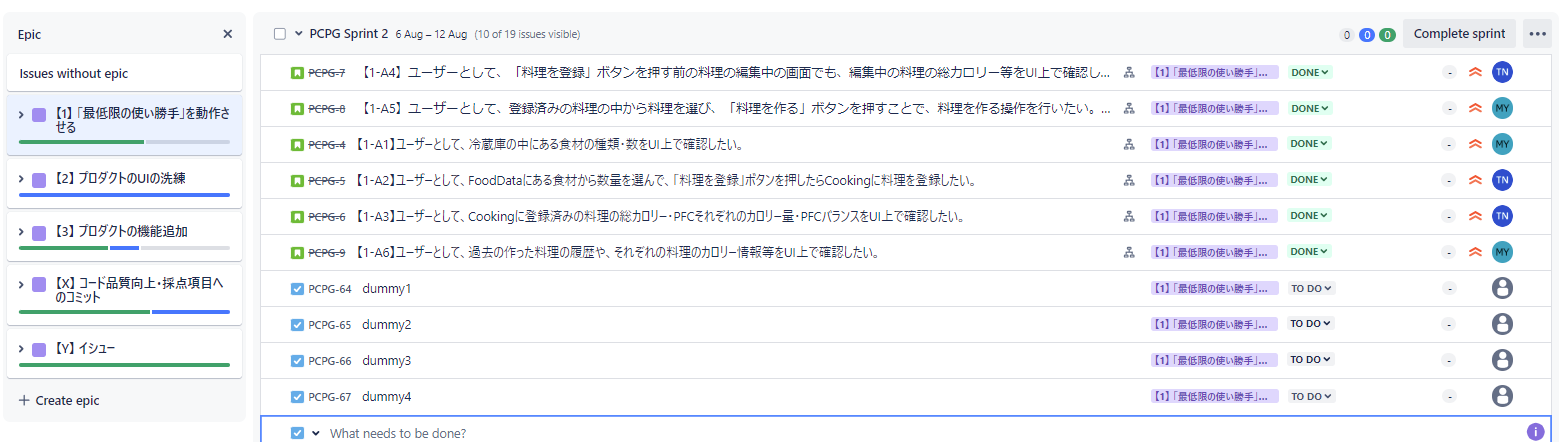 Epic
Issues without epic
【1】「最低限の使い勝手」を動作さ
せる
【2】プロダクトのUIの洗練
【3】プロダクトの機能追加
【X】コード品質向上・採点項目へ
のコミット
【Y】イシュー
Create epic
PCPG Sprint 2 6 Aug – 12 Aug (10 of 19 issues visible) 0 0 0 Complete sprint
PCPG-7 【1-A4】ユーザーとして、「料理を登録」ボタンを押す前の料理の編集中の画面でも、編集中の料理の総カロリー等をUI上で確認し... 【1】「最低限の使い勝手」... DONE - TN
PCPG-8 【1-A5】ユーザーとして、登録済みの料理の中から料理を選び、「料理を作る」ボタンを押すことで、料理を作る操作を行いたい。... 【1】「最低限の使い勝手」... DONE - MY
PCPG-4 【1-A1】ユーザーとして、冷蔵庫の中にある食材の種類・数をUI上で確認したい。 【1】「最低限の使い勝手」... DONE - MY
PCPG-5 【1-A2】ユーザーとして、FoodDataにある食材から数量を選んで、「料理を登録」ボタンを押したらCookingに料理を登録したい。 【1】「最低限の使い勝手」... DONE - TN
PCPG-6 【1-A3】ユーザーとして、Cookingに登録済みの料理の総カロリー・PFCそれぞれのカロリー量・PFCバランスをUI上で確認したい。 【1】「最低限の使い勝手」... DONE - TN
PCPG-9 【1-A6】ユーザーとして、過去の作った料理の履歴や、それぞれの料理のカロリー情報等をUI上で確認したい。 【1】「最低限の使い勝手」... DONE - MY
PCPG-64 dummy1 【1】「最低限の使い勝手」... TO DO -
PCPG-65 dummy2 【1】「最低限の使い勝手」... TO DO -
PCPG-66 dummy3 【1】「最低限の使い勝手」... TO DO -
PCPG-67 dummy4 【1】「最低限の使い勝手」... TO DO -
What needs to be done?